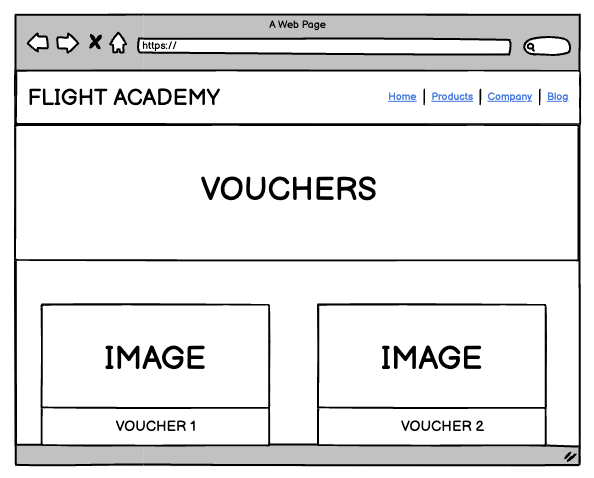 A Web Page
https://
FLIGHT ACADEMY
Home | Products | Company | Blog
VOUCHERS
IMAGE IMAGE
VOUCHER 1 VOUCHER 2